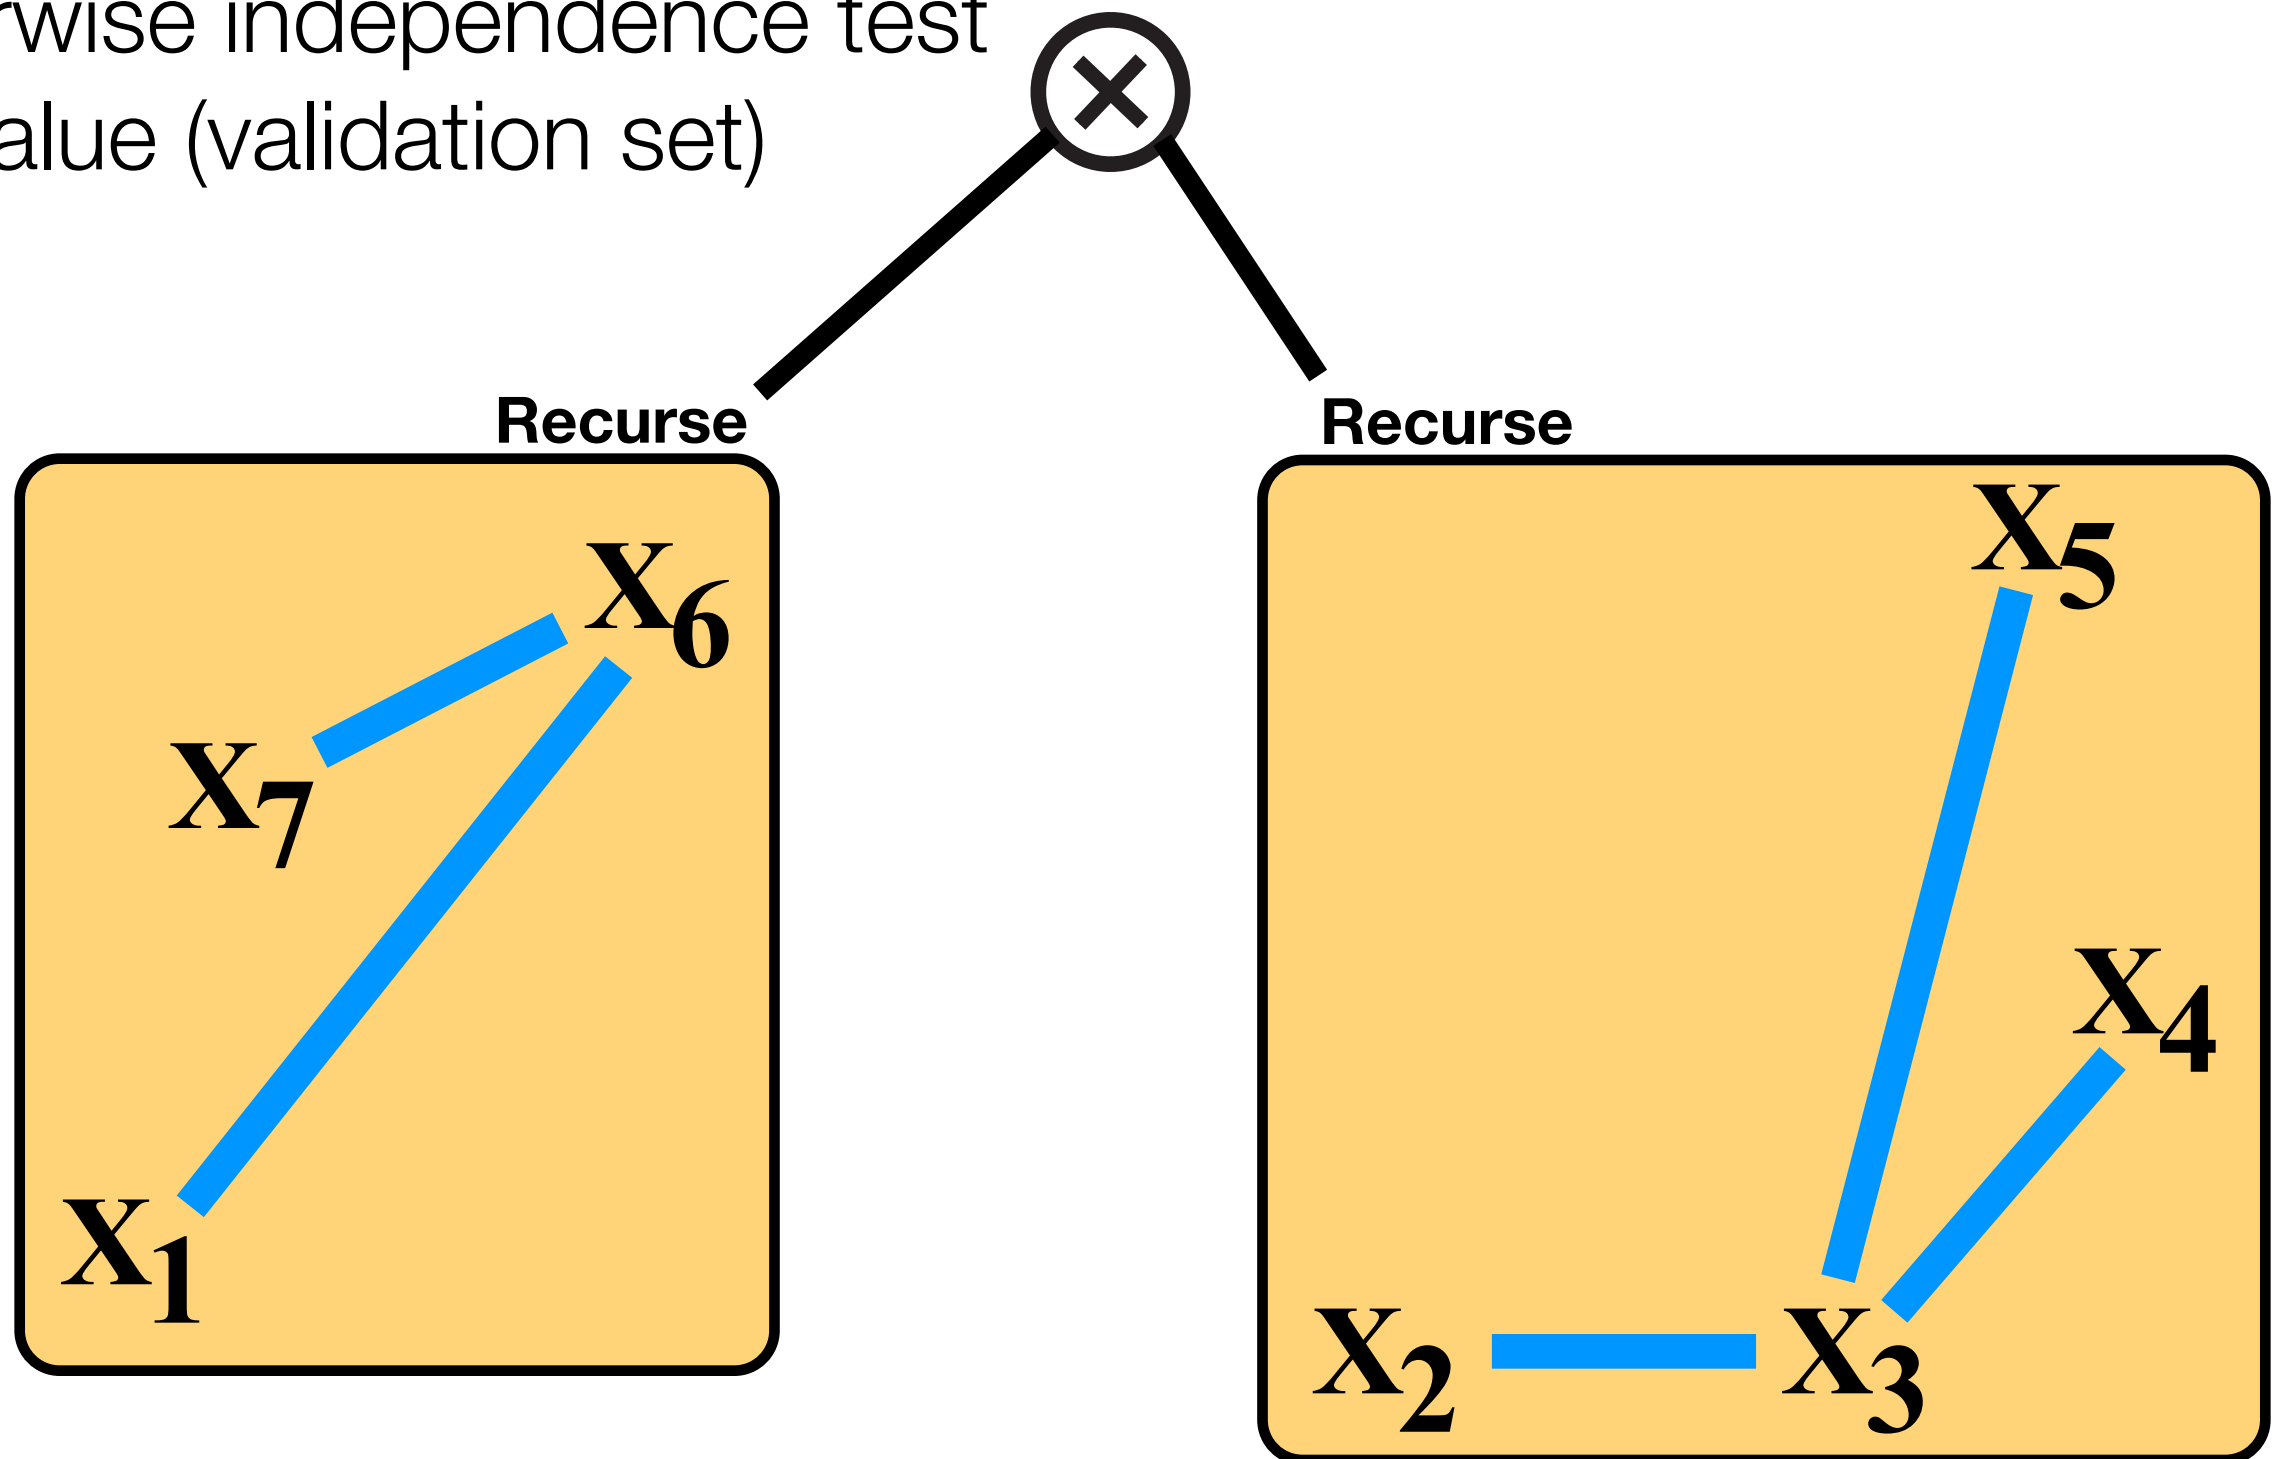 rwise independence test
alue (validation set)
Recurse
Recurse
X6
X7
X1
X5
X4
X2
X3